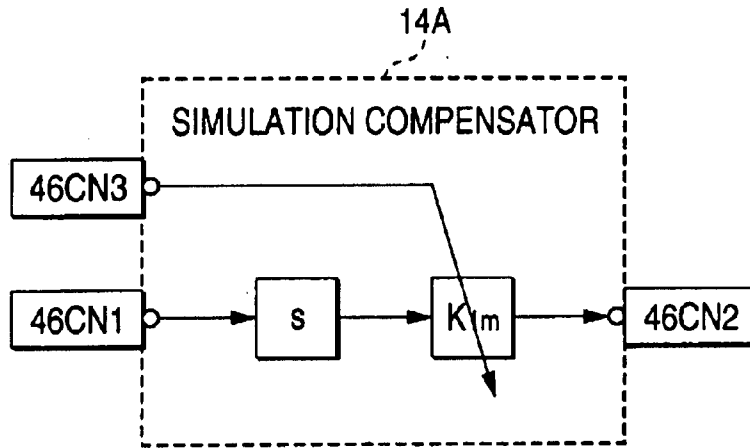 14A
SIMULATION COMPENSATOR
46CN3
46CN1
s
K1m
46CN2